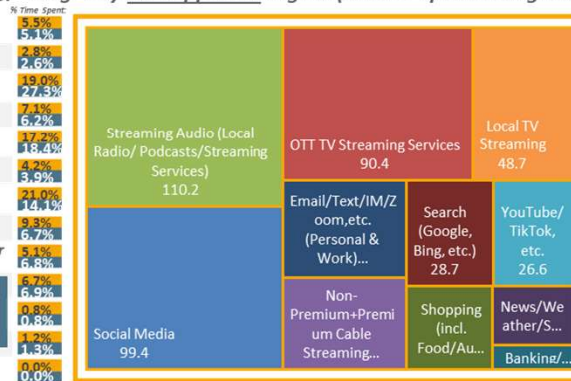 % Time Spent:
5.5%
5.1%
2.8%
2.6%
19.0%
27.3%
7.1%
6.2%
17.2%
18.4%
4.2%
3.9%
21.0%
14.1%
9.3%
6.7%
5.1%
6.8%
6.7%
6.9%
0.8%
0.8%
1.2%
1.3%
0.0%
0.0%
Streaming Audio (Local
Radio/ Podcasts/Streaming
Services)
110.2
OTT TV Streaming Services
90.4
Local TV
Streaming
48.7
Social Media
99.4
Email/Text/IM/Z
oom,etc.
(Personal &
Work)...
Search
(Google,
Bing, etc.)
28.7
YouTube/
TikTok,
etc.
26.6
Non-
Premium+Premi
um Cable
Streaming...
Shopping
(incl.
Food/Au...
News/We
ather/S...
Banking/...